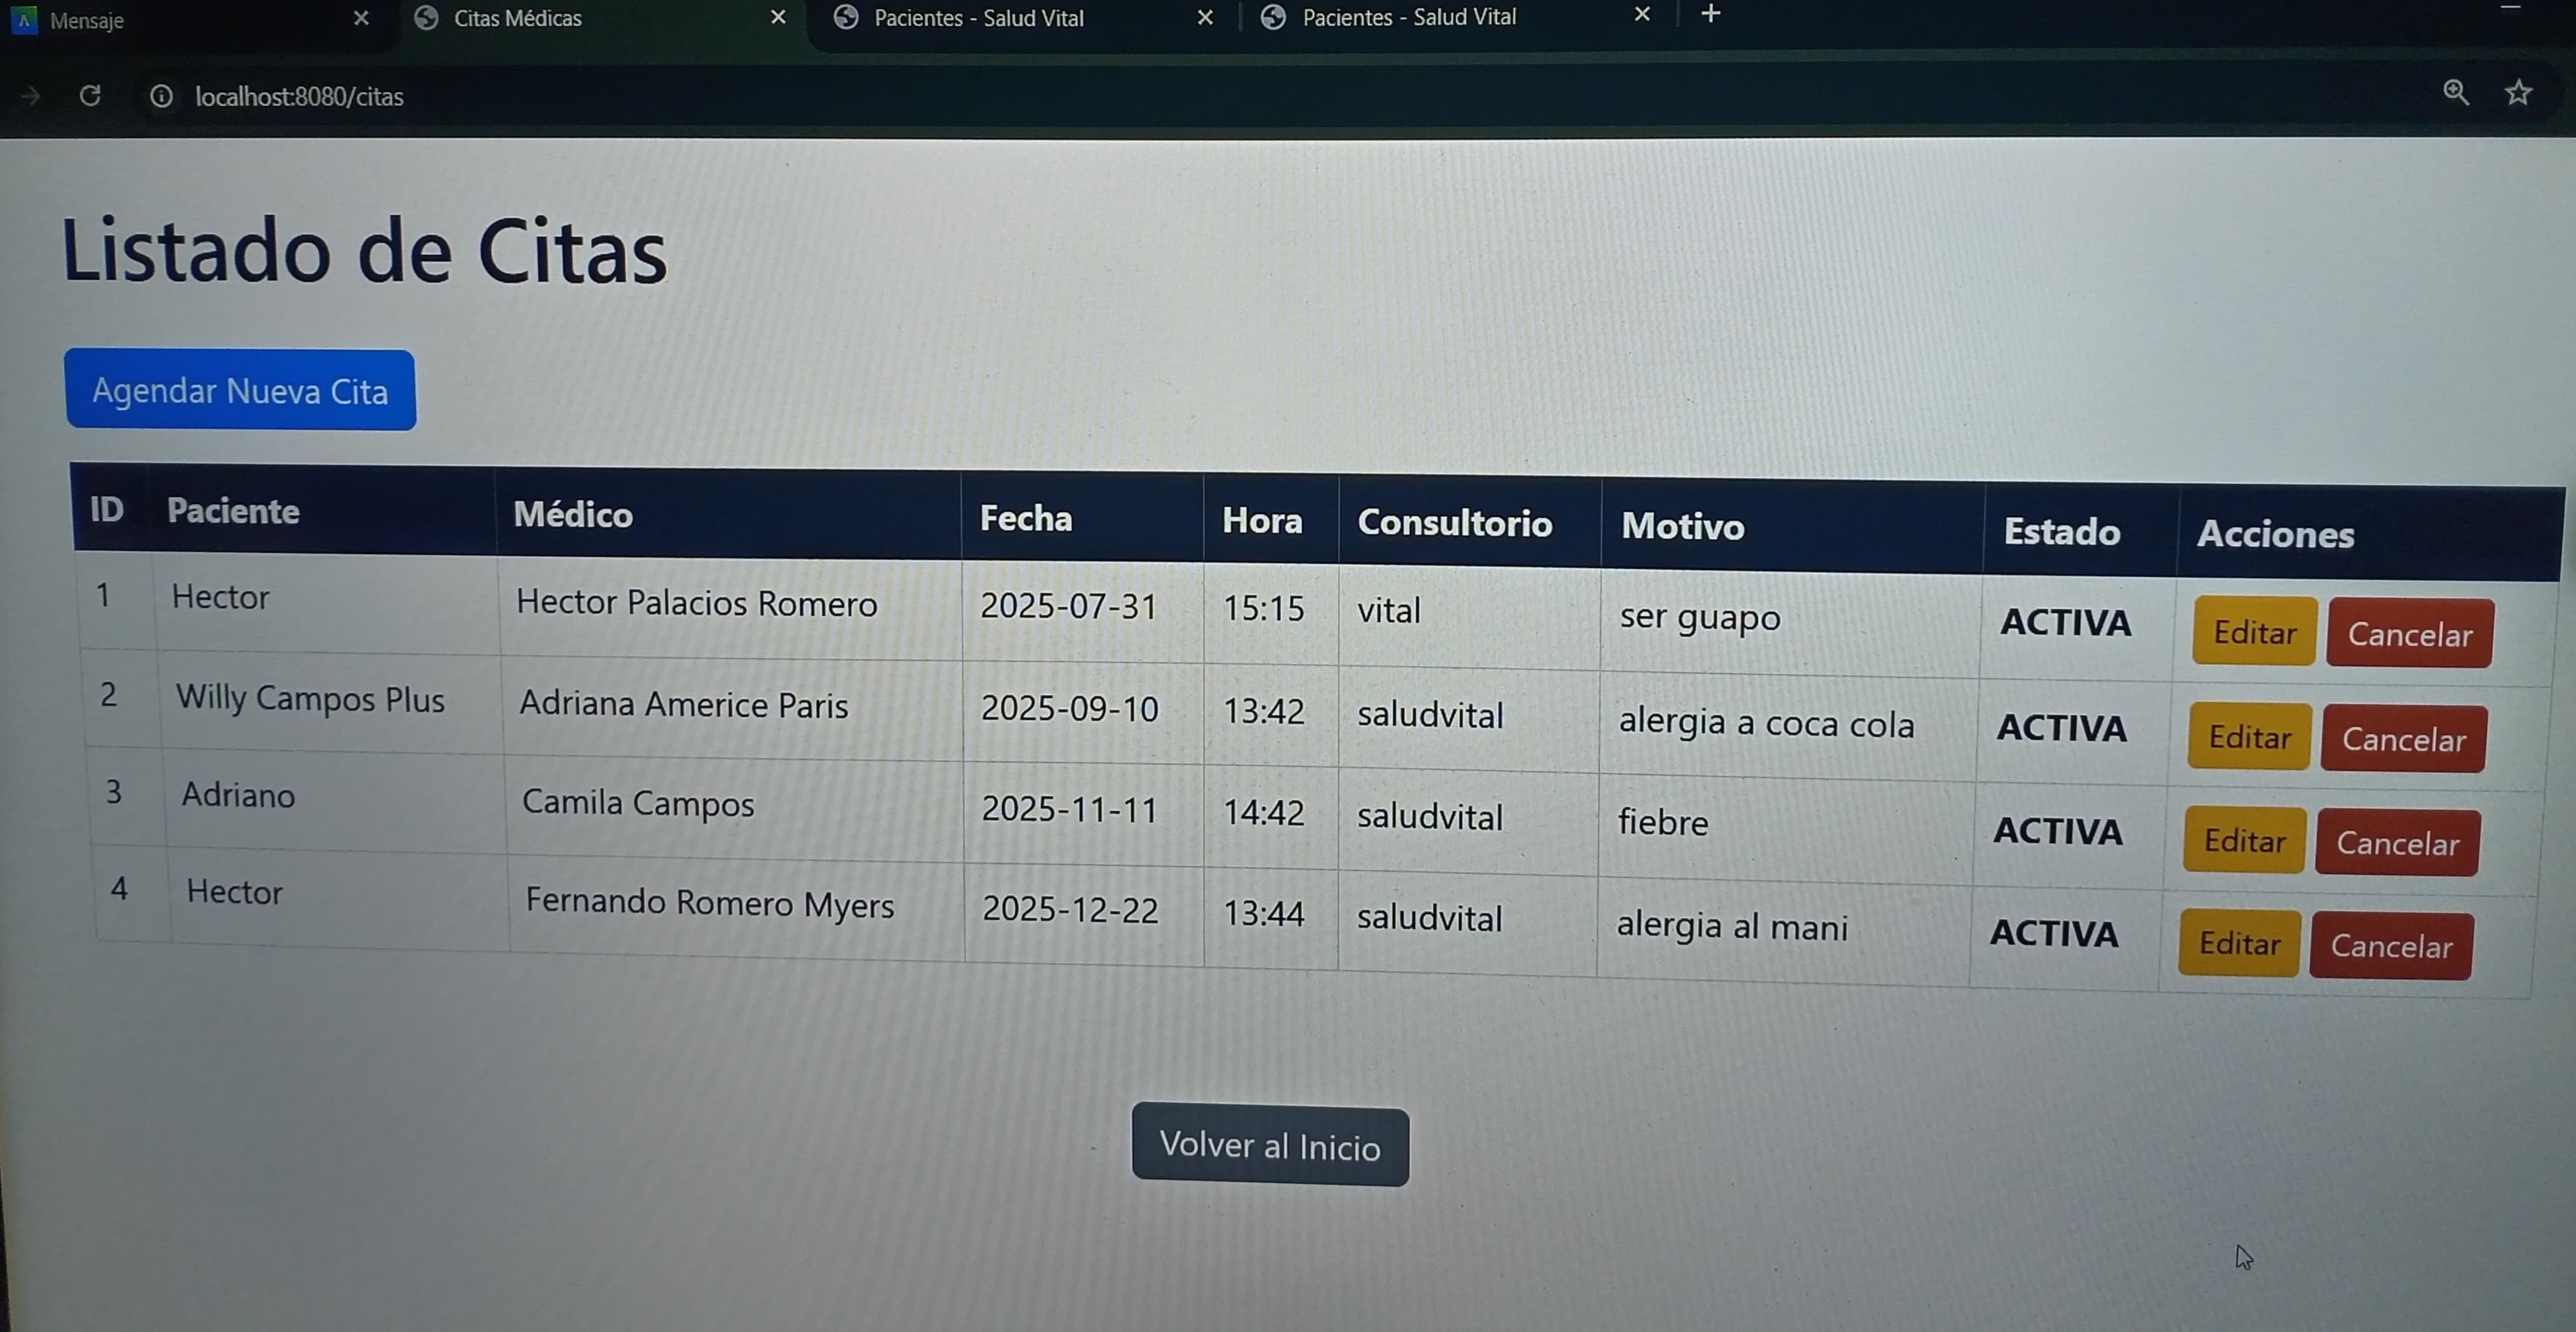 Mensaje
Citas Médicas
Pacientes - Salud Vital
Pacientes - Salud Vital
localhost:8080/citas
Listado de Citas
Agendar Nueva Cita
ID Paciente Médico Fecha Hora Consultorio Motivo Estado Acciones
1 Hector Hector Palacios Romero 2025-07-31 15:15 vital ser guapo ACTIVA Editar Cancelar
2 Willy Campos Plus Adriana Americe Paris 2025-09-10 13:42 saludvital alergia a coca cola ACTIVA Editar Cancelar
3 Adriano Camila Campos 2025-11-11 14:42 saludvital fiebre ACTIVA Editar Cancelar
4 Hector Fernando Romero Myers 2025-12-22 13:44 saludvital alergia al mani ACTIVA Editar Cancelar
Volver al Inicio